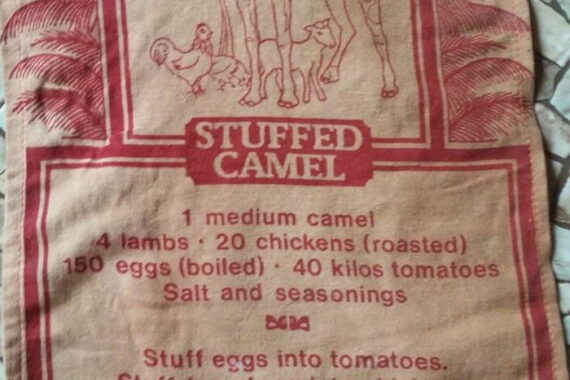 STUFFED
CAMEL
1 medium camel
4 lambs · 20 chickens (roasted)
150 eggs (boiled) · 40 kilos tomatoes
Salt and seasonings
Stuff eggs into tomatoes.
Stuff